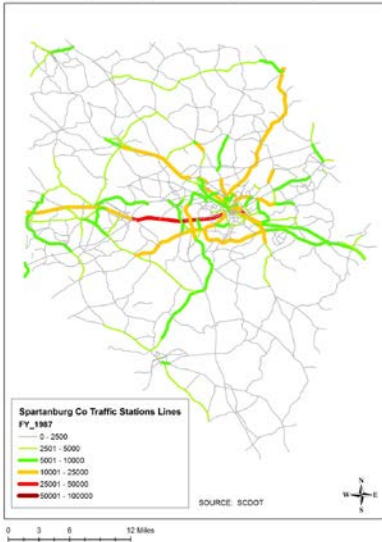 Spartanburg Co Traffic Stations Lines
FY_1987
0 - 2500
2501 - 5000
5001 - 10000
10001 - 25000
25001 - 50000
50001 - 100000
SOURCE: SCDOT
N
W E
S
0 3 6 12 Miles